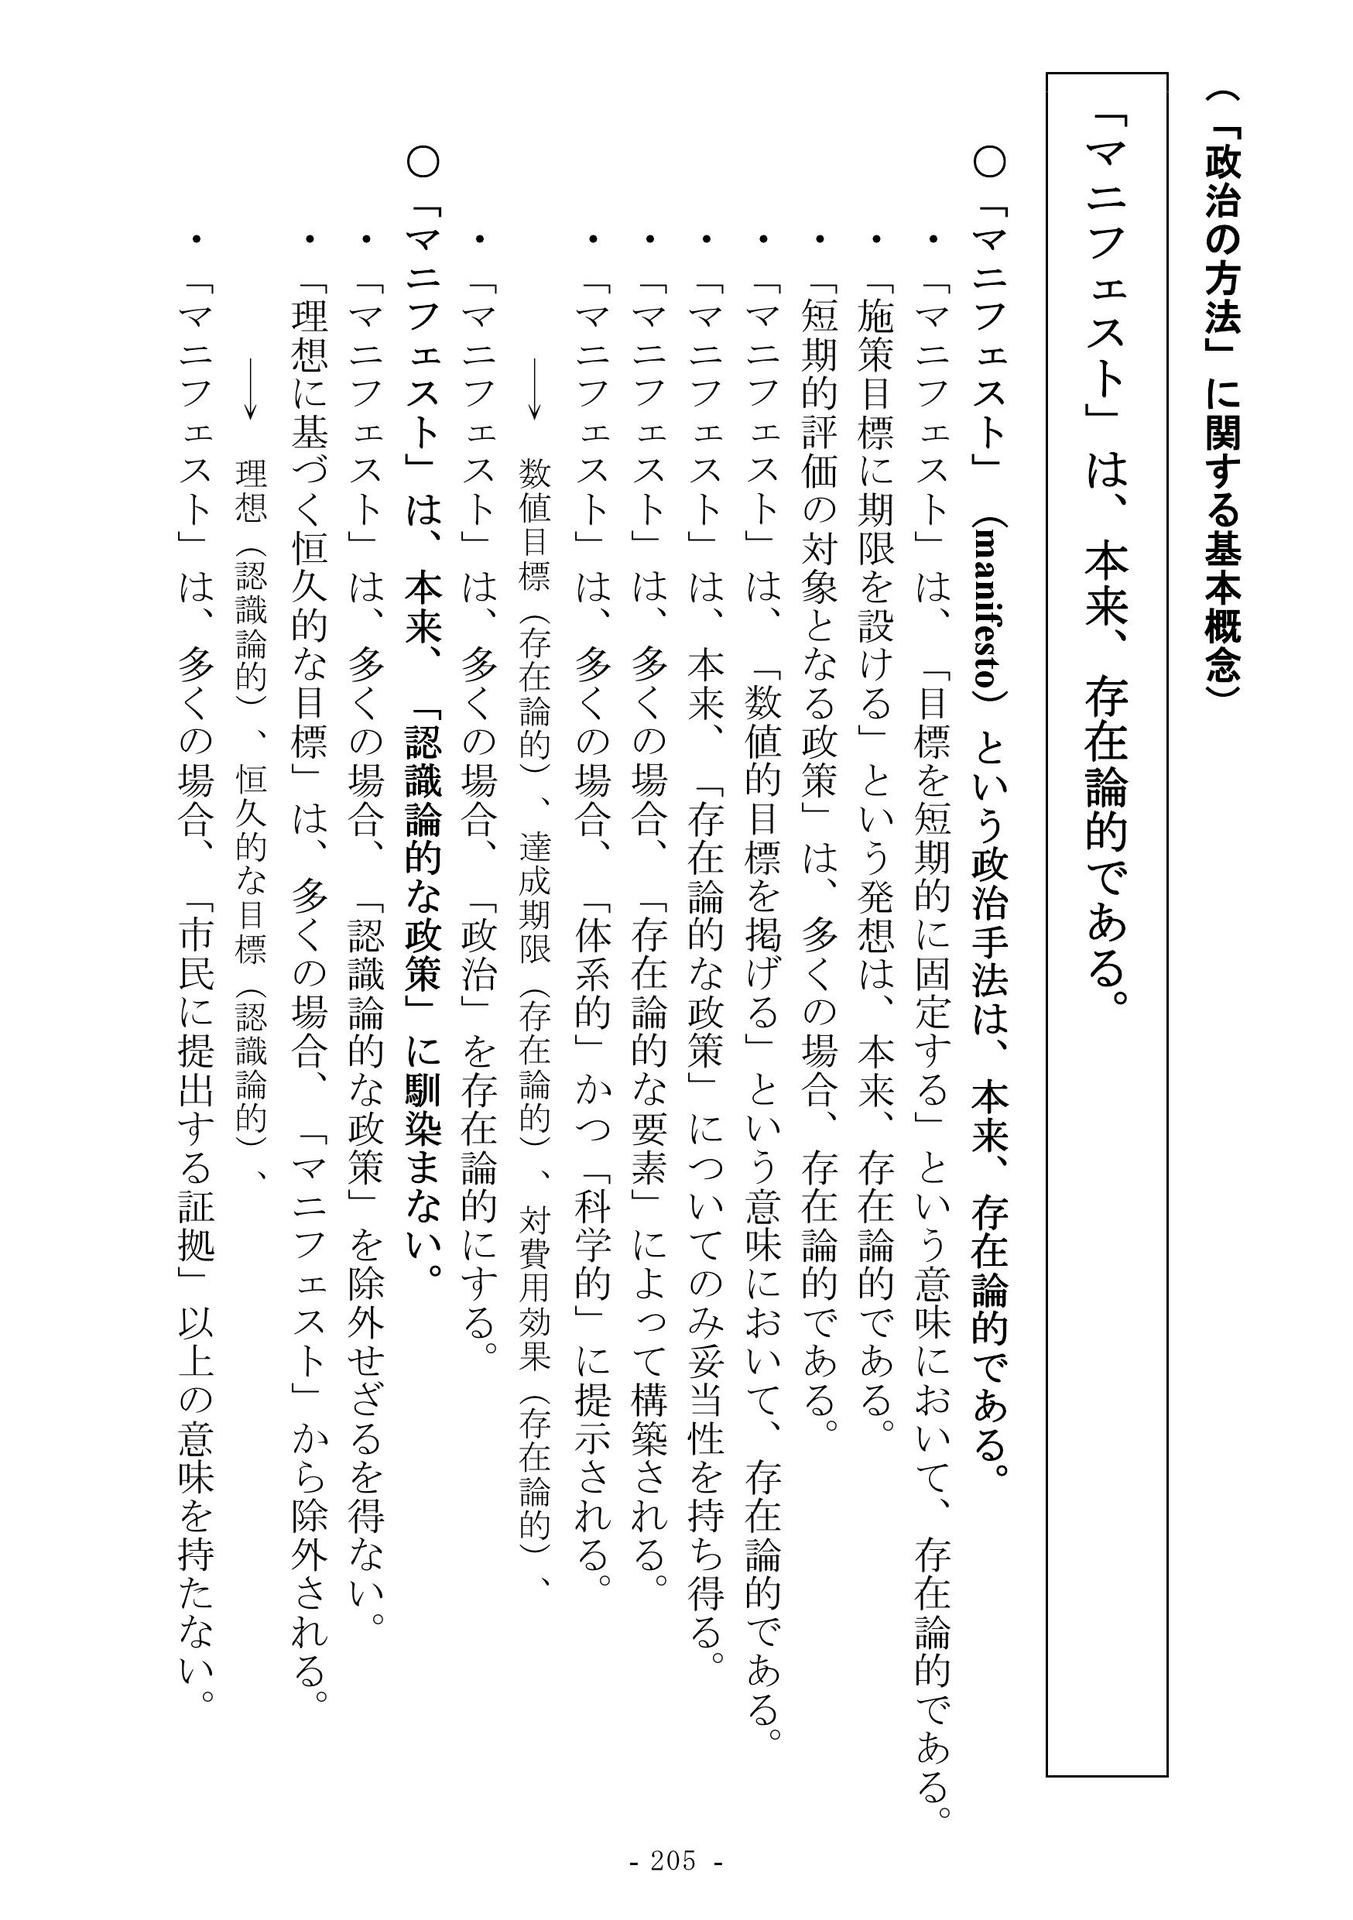 (「政治の方法」に関する基本概念)
「マニフェスト」は、本来、存在論的である。
○「マニフェスト」(manifesto)という政治手法は、本来、存在論的である。
・「マニフェスト」は、「目標を短期的に固定する」という意味において、存在論的である。
・「施策目標に期限を設ける」という発想は、本来、存在論的である。
・「短期的評価の対象となる政策」は、多くの場合、存在論的である。
・「マニフェスト」は、「数値的目標を掲げる」という意味において、存在論的である。
・「マニフェスト」は、本来、「存在論的な政策」についてのみ妥当性を持ち得る。
・「マニフェスト」は、多くの場合、「存在論的な要素」によって構築される。
・「マニフェスト」は、多くの場合、「体系的」かつ「科学的」に提示される。
→ 数値目標(存在論的)、達成期限(存在論的)、対費用効果(存在論的)、
・「マニフェスト」は、多くの場合、「政治」を存在論的にする。
○「マニフェスト」は、本来、「認識論的な政策」に馴染まない。
・「マニフェスト」は、多くの場合、「認識論的な政策」を除外せざるを得ない。
・「理想に基づく恒久的な目標」は、多くの場合、「マニフェスト」から除外される。
→ 理想(認識論的)、恒久的な目標(認識論的)、
・「マニフェスト」は、多くの場合、「市民に提出する証拠」以上の意味を持たない。
- 205 -